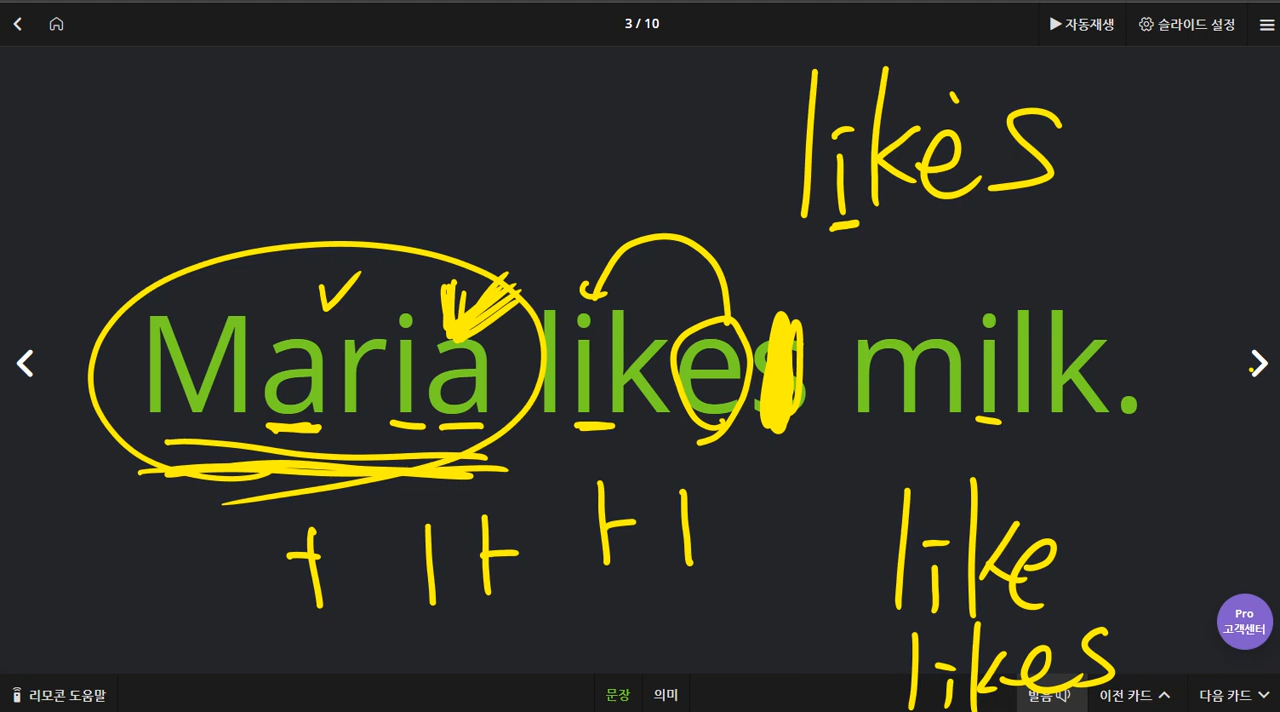 3 / 10
자동재생
슬라이드 설정
likes
Maria likes milk.
ㅓ ㅣㅏ ㅏㅣ
like
likes
Pro
고객센터
리모콘 도움말
문장
의미
발음
이전 카드
다음 카드